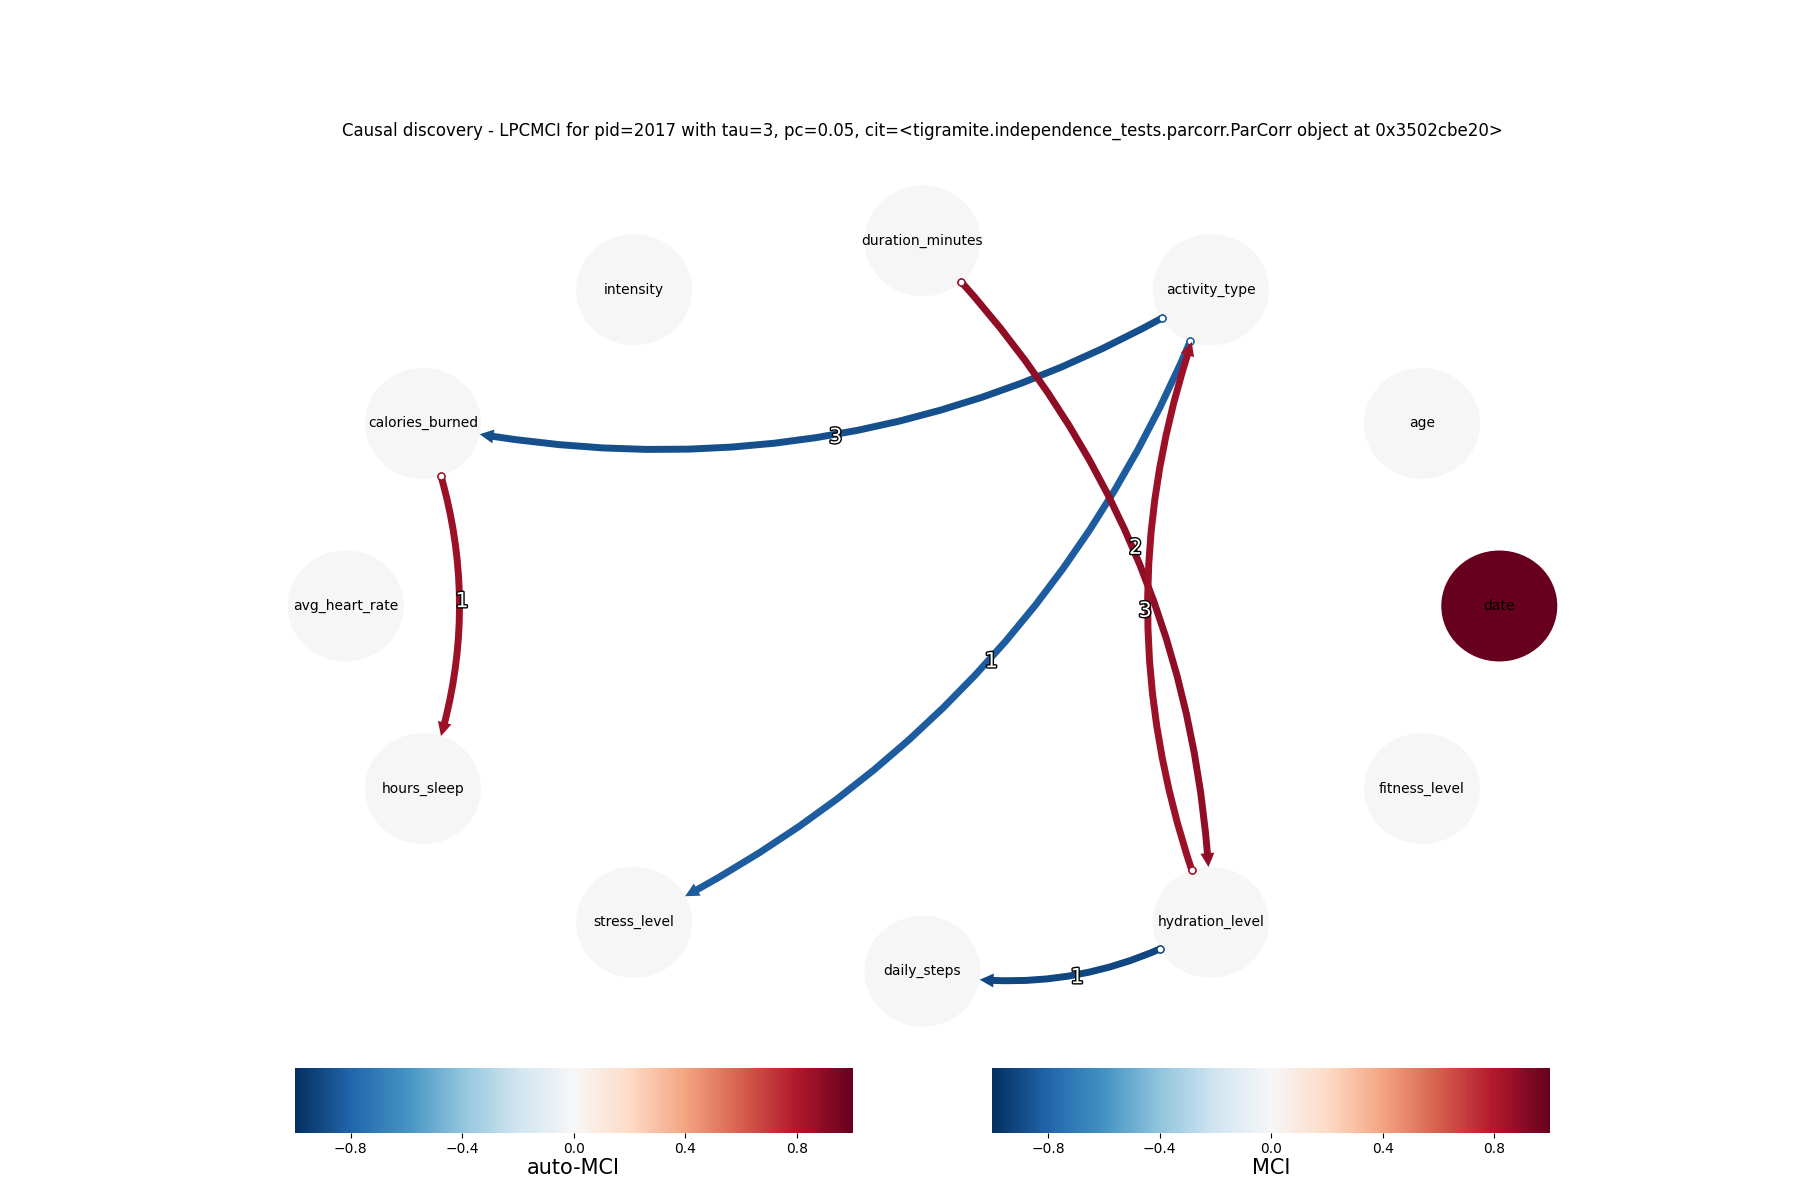 Causal discovery - LPCMCI for pid=2017 with tau=3, pc=0.05, cit=<tigramite.independence_tests.parcorr.ParCorr object at 0x3502cbe20>
duration_minutes
intensity
activity_type
calories_burned
age
3
2
avg_heart_rate
1
3
date
1
hours_sleep
fitness_level
stress_level
hydration_level
daily_steps
1
−0.8 −0.4 0.0 0.4 0.8
auto-MCI
−0.8 −0.4 0.0 0.4 0.8
MCI